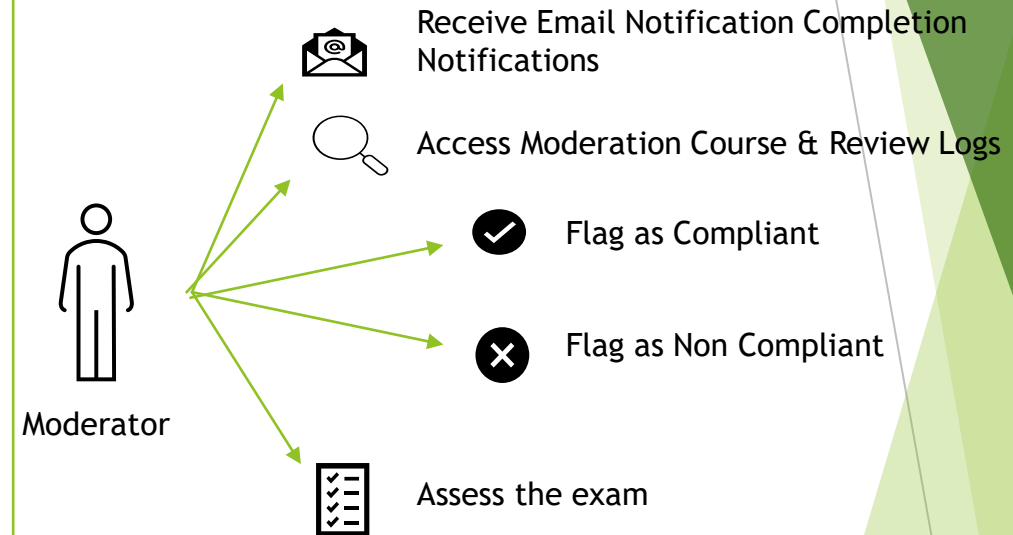 Receive Email Notification Completion
Notifications
@
Access Moderation Course & Review Logs
Flag as Compliant
Flag as Non Compliant
Moderator
Assess the exam